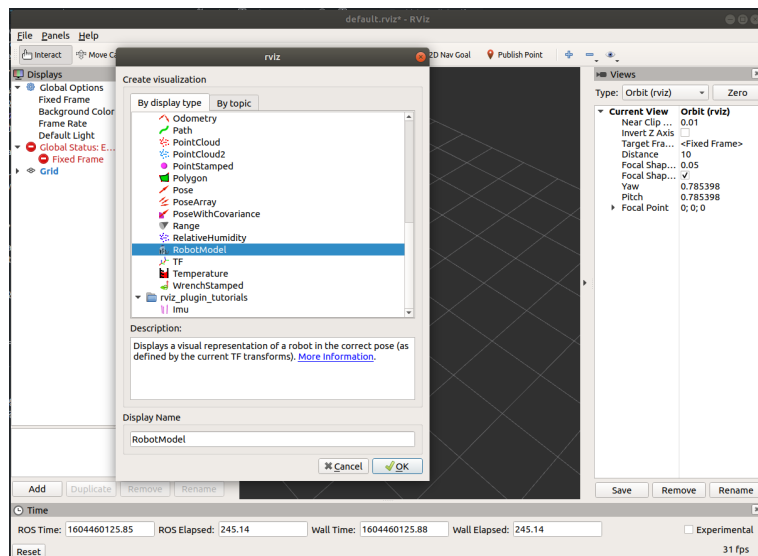 default.rviz* - RViz
File Panels Help
Interact Move Ca 2D Nav Goal Publish Point
Displays
Global Options
Fixed Frame
Background Color
Frame Rate
Default Light
Global Status: E...
Fixed Frame
Grid
Add Duplicate Remove Rename
rviz
Create visualization
By display type By topic
Odometry
Path
PointCloud
PointCloud2
PointStamped
Polygon
Pose
PoseArray
PoseWithCovariance
Range
RelativeHumidity
RobotModel
TF
Temperature
WrenchStamped
rviz_plugin_tutorials
Imu
Description:
Displays a visual representation of a robot in the correct pose (as
defined by the current TF transforms). More Information.
Display Name
RobotModel
Cancel OK
Views
Type: Orbit (rviz) Zero
Current View Orbit (rviz)
Near Clip ... 0.01
Invert Z Axis
Target Fra... <Fixed Frame>
Distance 10
Focal Shap... 0.05
Focal Shap...
Yaw 0.785398
Pitch 0.785398
Focal Point 0; 0; 0
Save Remove Rename
Time
ROS Time: 1604460125.85 ROS Elapsed: 245.14 Wall Time: 1604460125.88 Wall Elapsed: 245.14 Experimental
Reset 31 fps